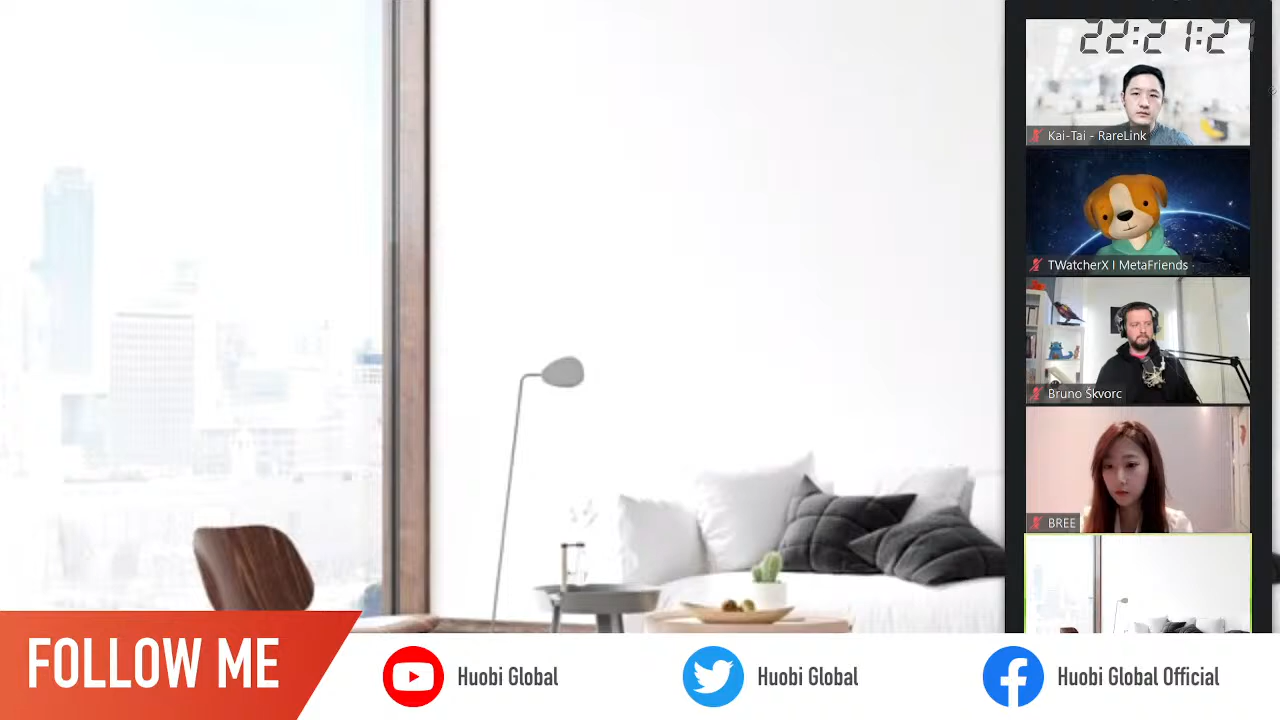 22:21:27
Kai-Tai - RareLink
TWatcherX I MetaFriends
Bruno Škvorc
BREE
FOLLOW ME
Huobi Global
Huobi Global
Huobi Global Official